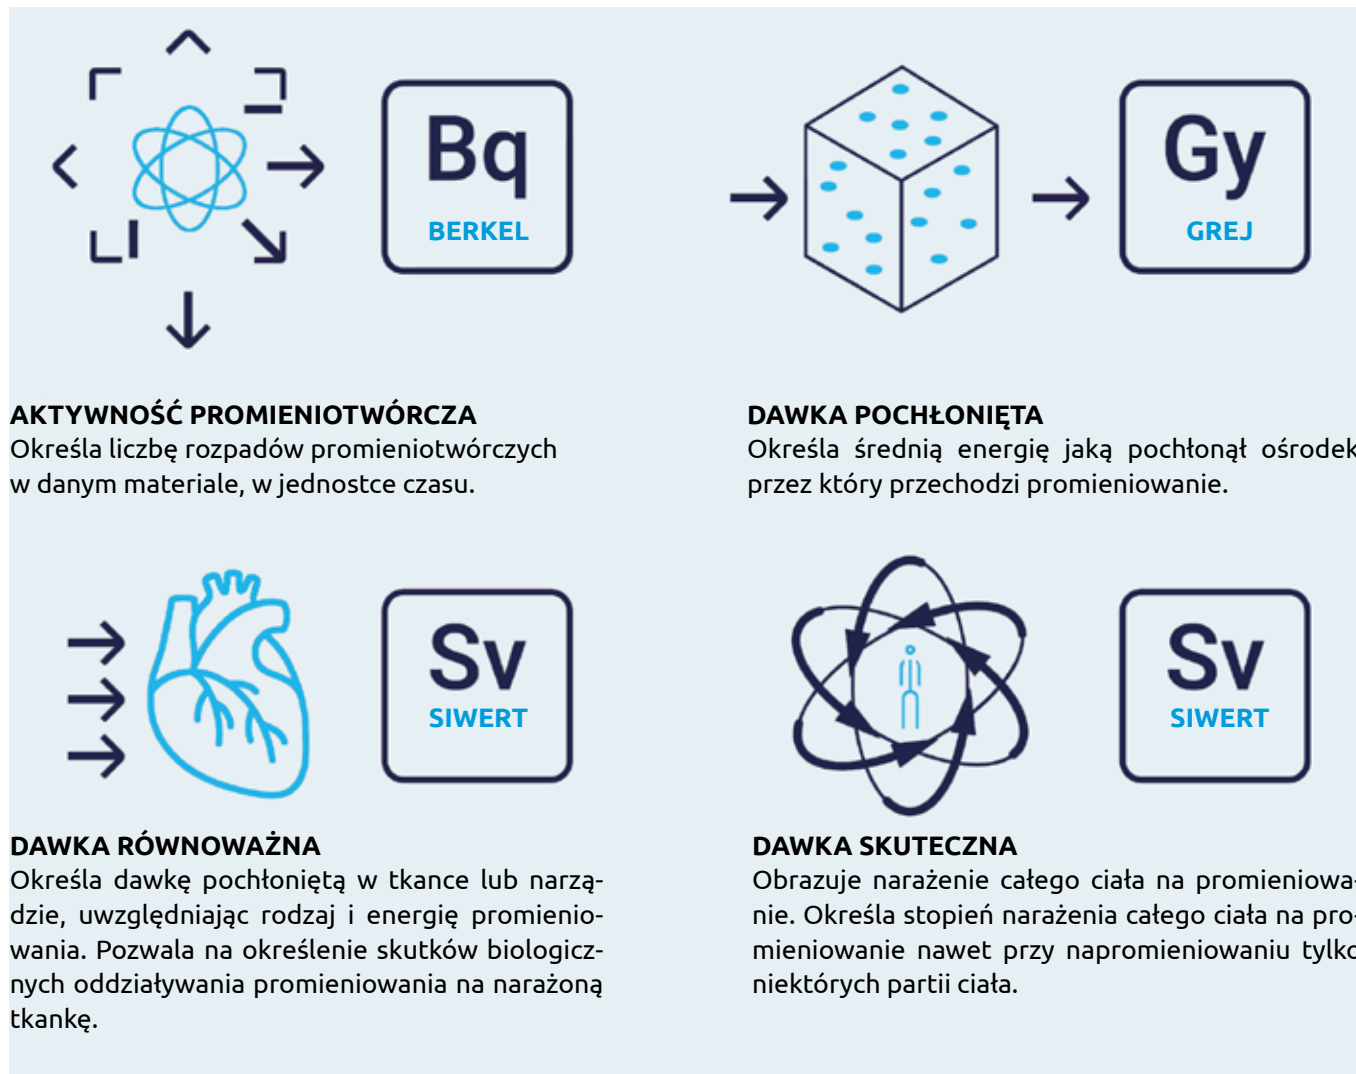 Bq
BERKEL
Gy
GREJ
AKTYWNOŚĆ PROMIENIOTWÓRCZA
Określa liczbę rozpadów promieniotwórczych
w danym materiale, w jednostce czasu.
DAWKA POCHŁONIĘTA
Określa średnią energię jaką pochłonął ośrodek
przez który przechodzi promieniowanie.
Sv
SIWERT
Sv
SIWERT
DAWKA RÓWNOWAŻNA
Określa dawkę pochłoniętą w tkance lub narzą-
dzie, uwzględniając rodzaj i energię promienio-
wania. Pozwala na określenie skutków biologicz-
nych oddziaływania promieniowania na narażoną
tkankę.
DAWKA SKUTECZNA
Obrazuje narażenie całego ciała na promieniowa-
nie. Określa stopień narażenia całego ciała na pro-
mieniowanie nawet przy napromieniowaniu tylko
niektórych partii ciała.